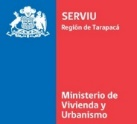 SERVIU
Región de Tarapacá
Ministerio de
Vivienda y
Urbanismo